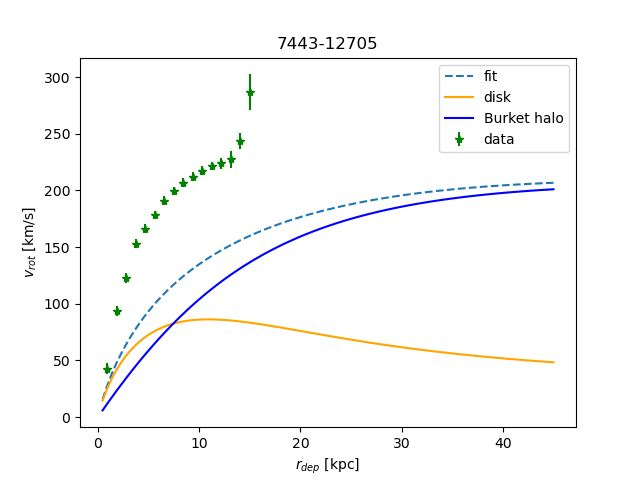 7443-12705
fit
disk
Burket halo
data
300
250
200
150
100
50
0
v_rot [km/s]
0 10 20 30 40
r_dep [kpc]